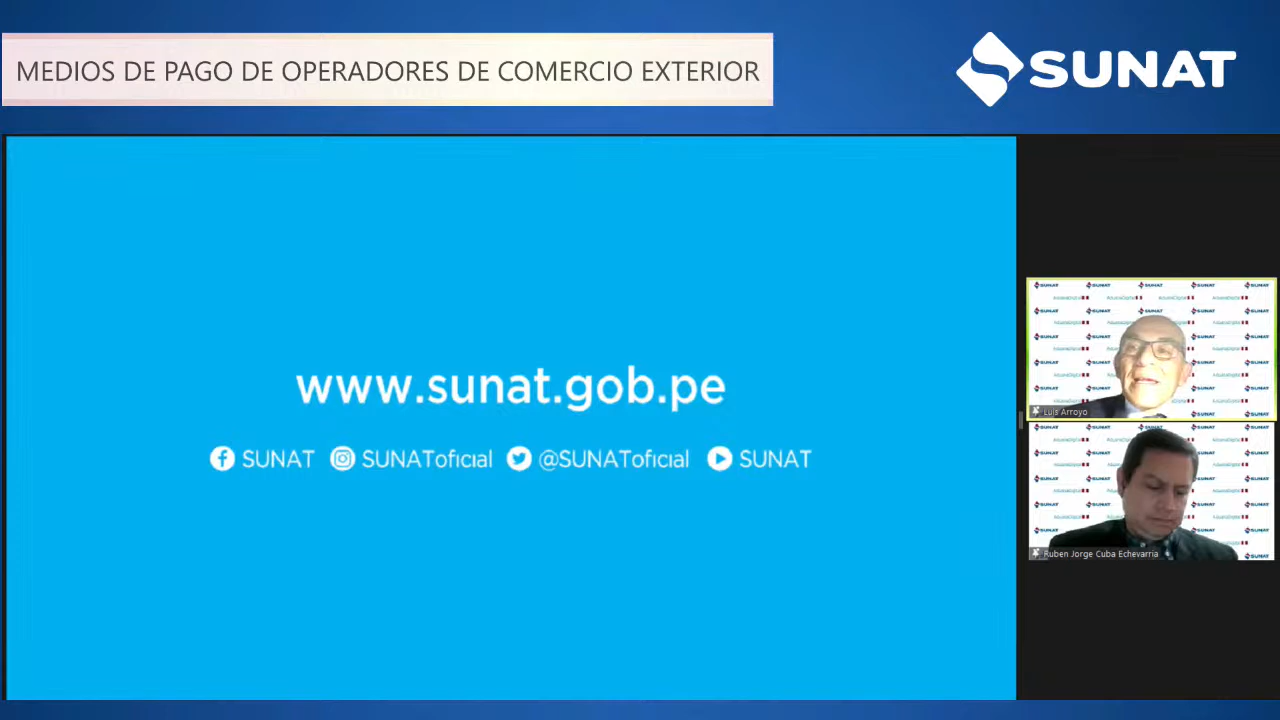 MEDIOS DE PAGO DE OPERADORES DE COMERCIO EXTERIOR
SUNAT
www.sunat.gob.pe
SUNAT SUNAToficial @SUNAToficial SUNAT
Luis Arroyo
Ruben Jorge Cuba Echevarria